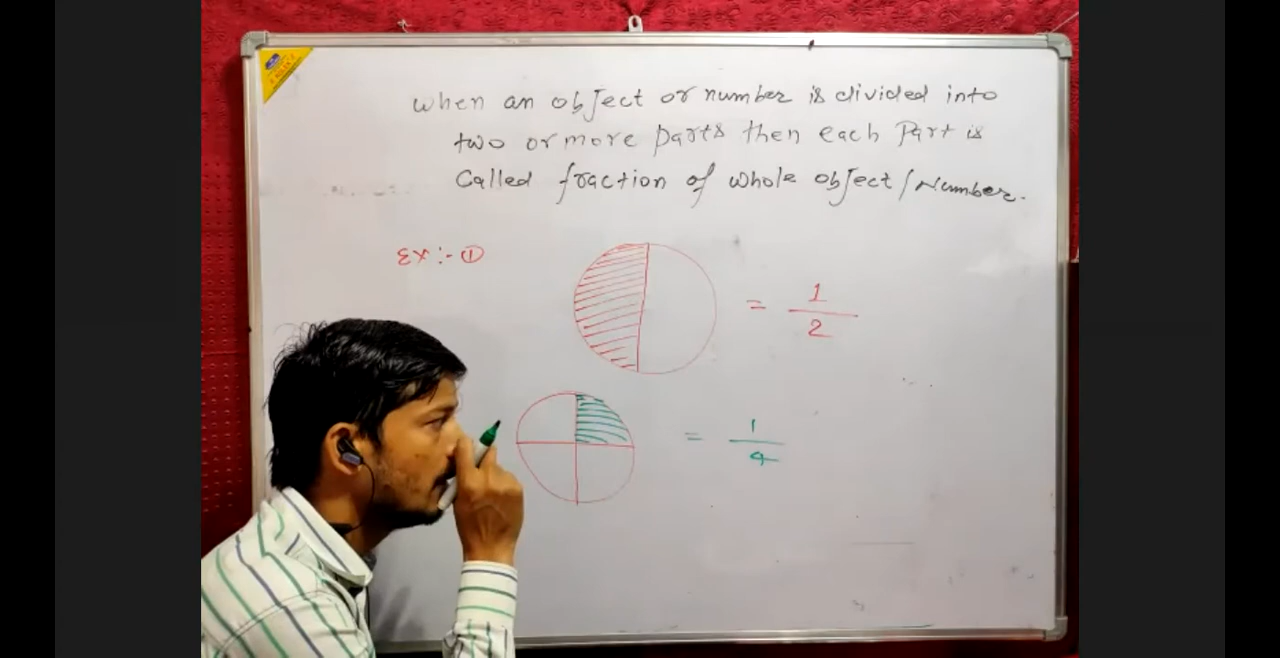 When an object or number is divided into
two or more parts then each Part is
Called fraction of whole object/Number.
Ex :- ①
= 1/2
= 1/4